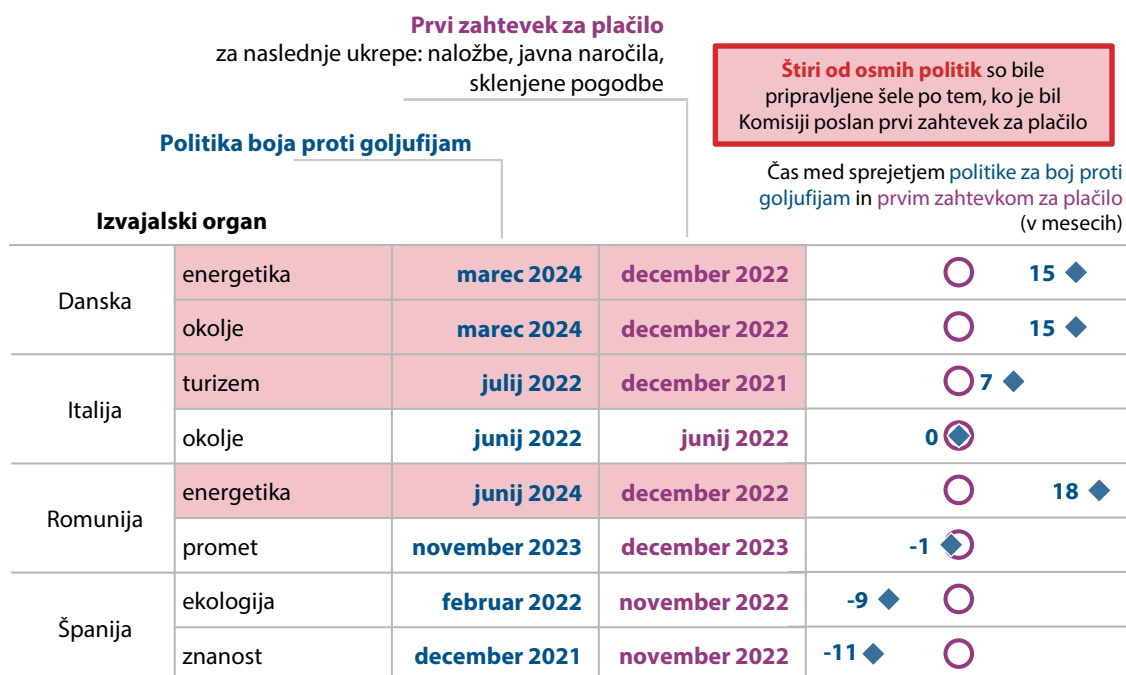 Prvi zahtevek za plačilo
za naslednje ukrepe: naložbe, javna naročila,
sklenjene pogodbe
Štiri od osmih politik so bile
pripravljene šele po tem, ko je bil
Komisiji poslan prvi zahtevek za plačilo
Politika boja proti goljufijam
Čas med sprejetjem politike za boj proti
goljufijam in prvim zahtevkom za plačilo
(v mesecih)
Izvajalski organ
Danska
energetika marec 2024 december 2022 15
okolje marec 2024 december 2022 15
Italija
turizem julij 2022 december 2021 7
okolje junij 2022 junij 2022 0
Romunija
energetika junij 2024 december 2022 18
promet november 2023 december 2023 -1
Španija
ekologija februar 2022 november 2022 -9
znanost december 2021 november 2022 -11